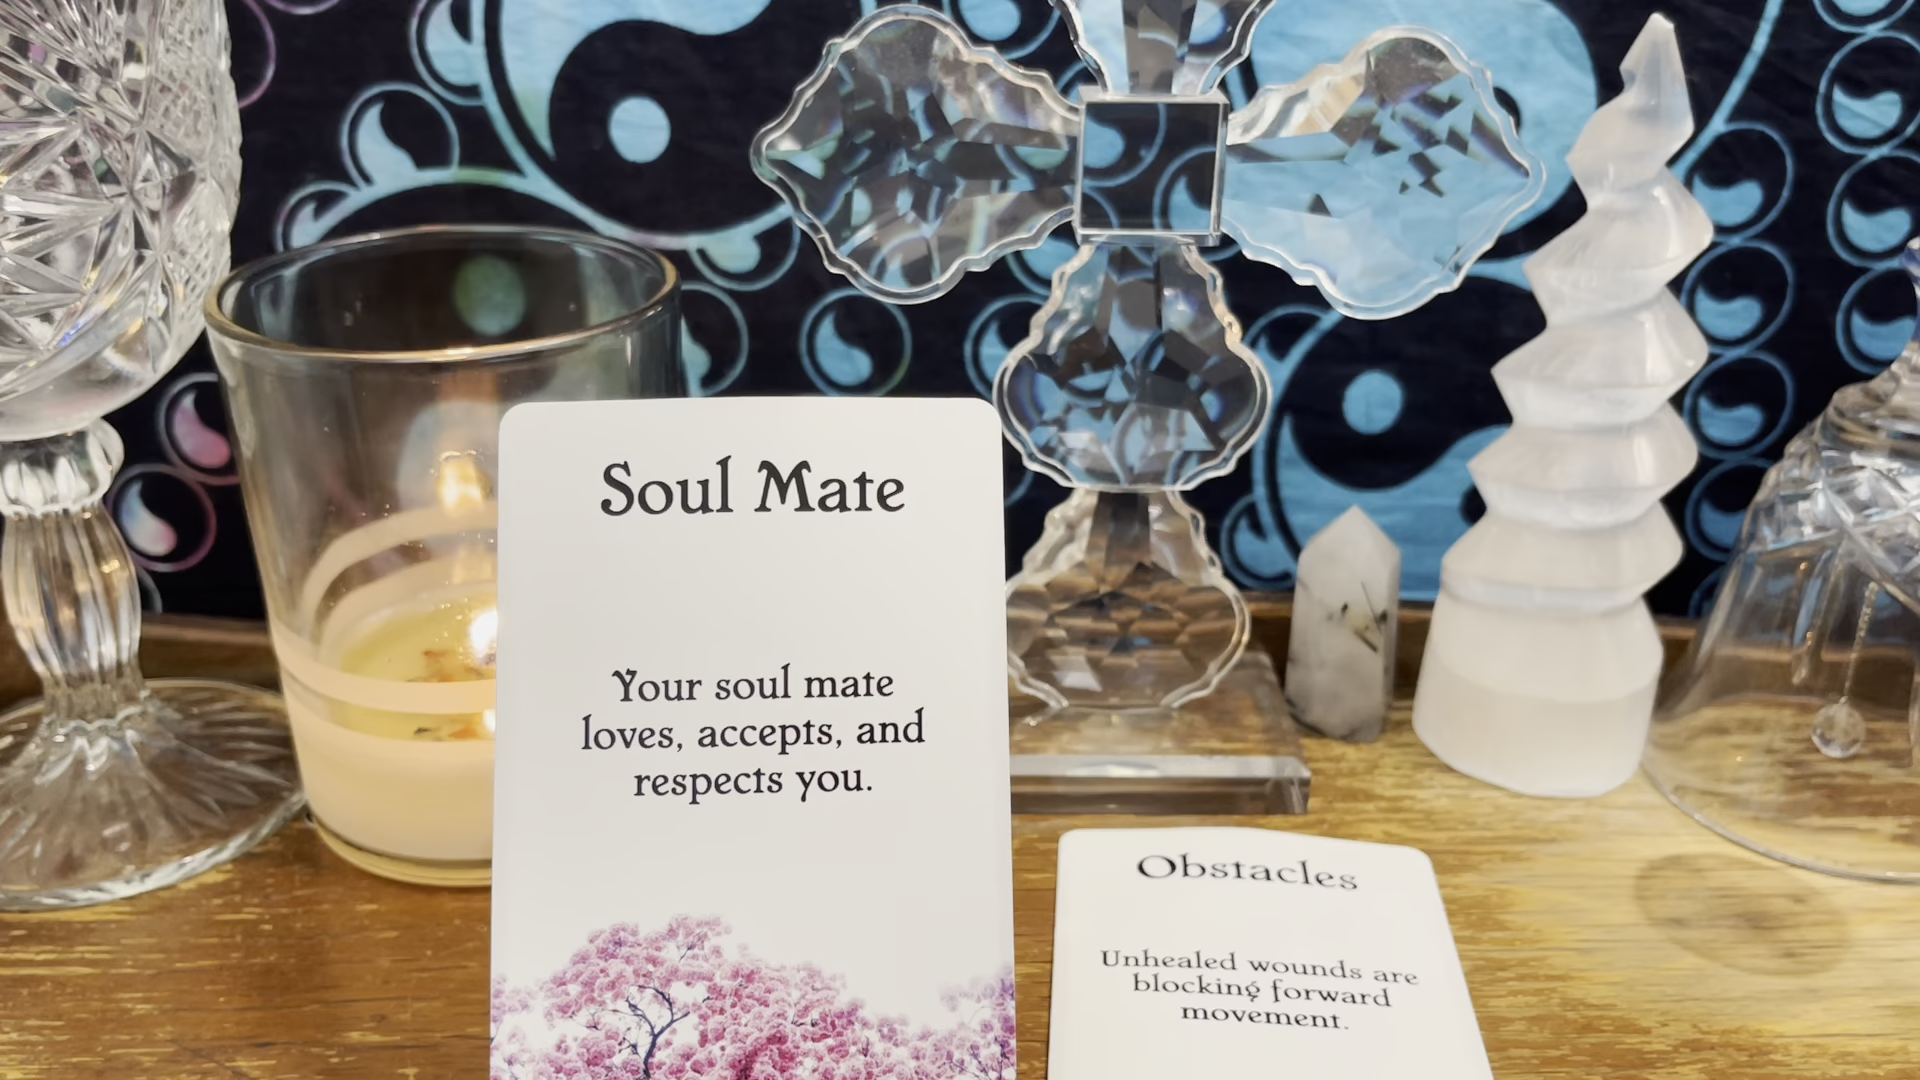 Soul Mate
Your soul mate
loves, accepts, and
respects you.
Obstacles
Unhealed wounds are
blocking forward
movement.